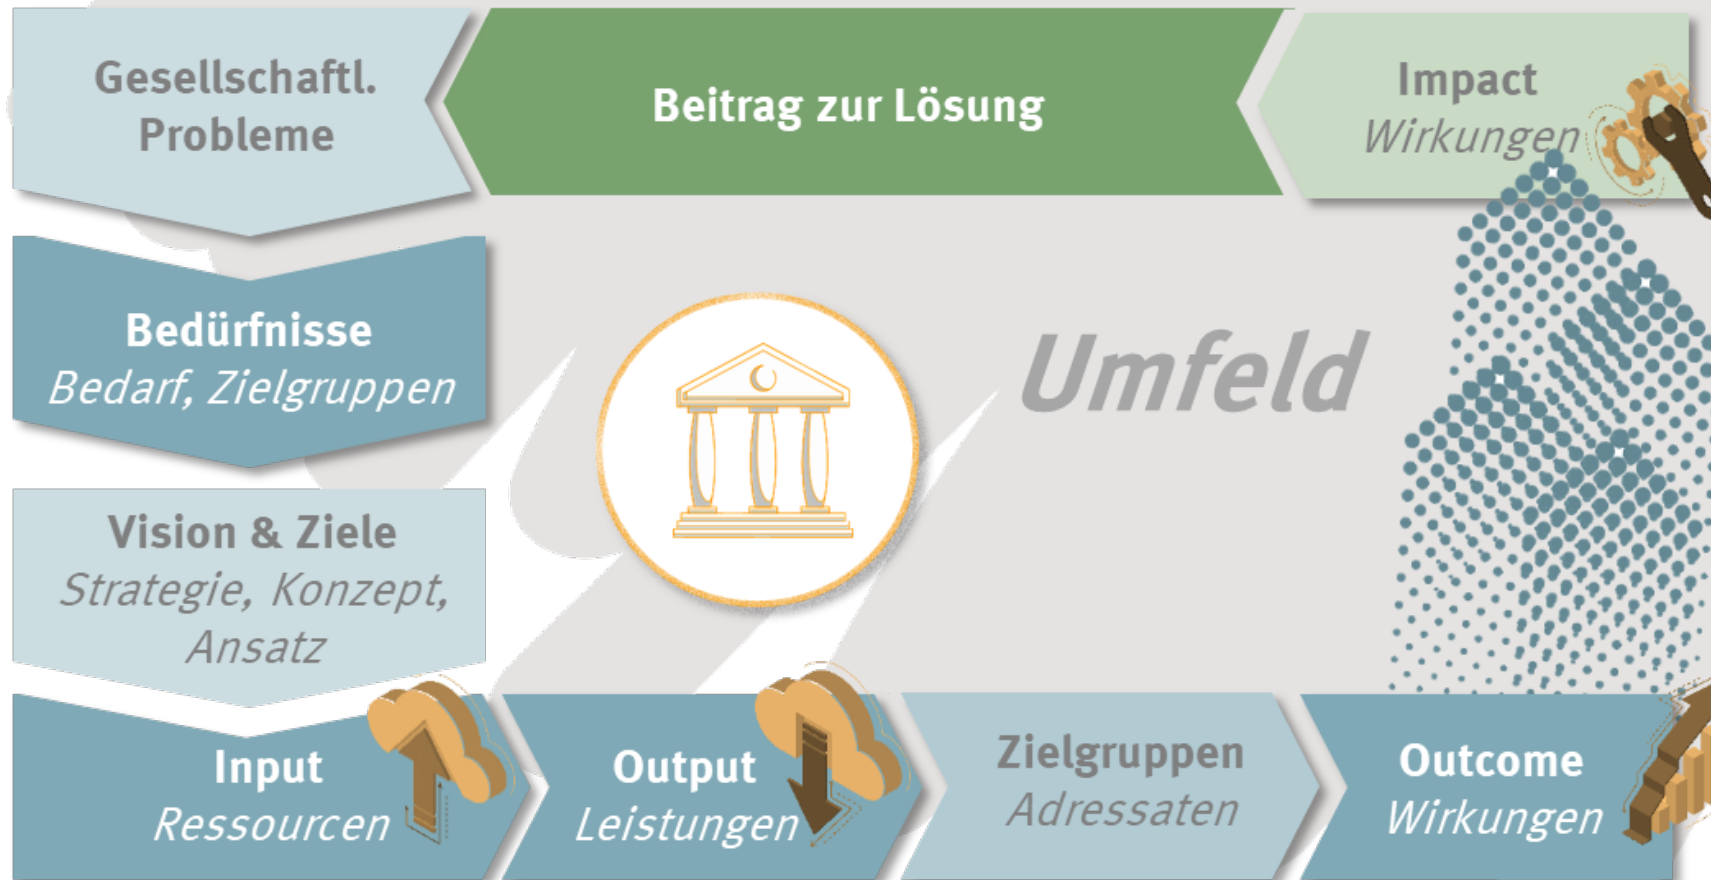 Gesellschaftl.
Probleme
Beitrag zur Lösung
Impact
Wirkungen
Bedürfnisse
Bedarf, Zielgruppen
Umfeld
Vision & Ziele
Strategie, Konzept,
Ansatz
Input
Ressourcen
Output
Leistungen
Zielgruppen
Adressaten
Outcome
Wirkungen